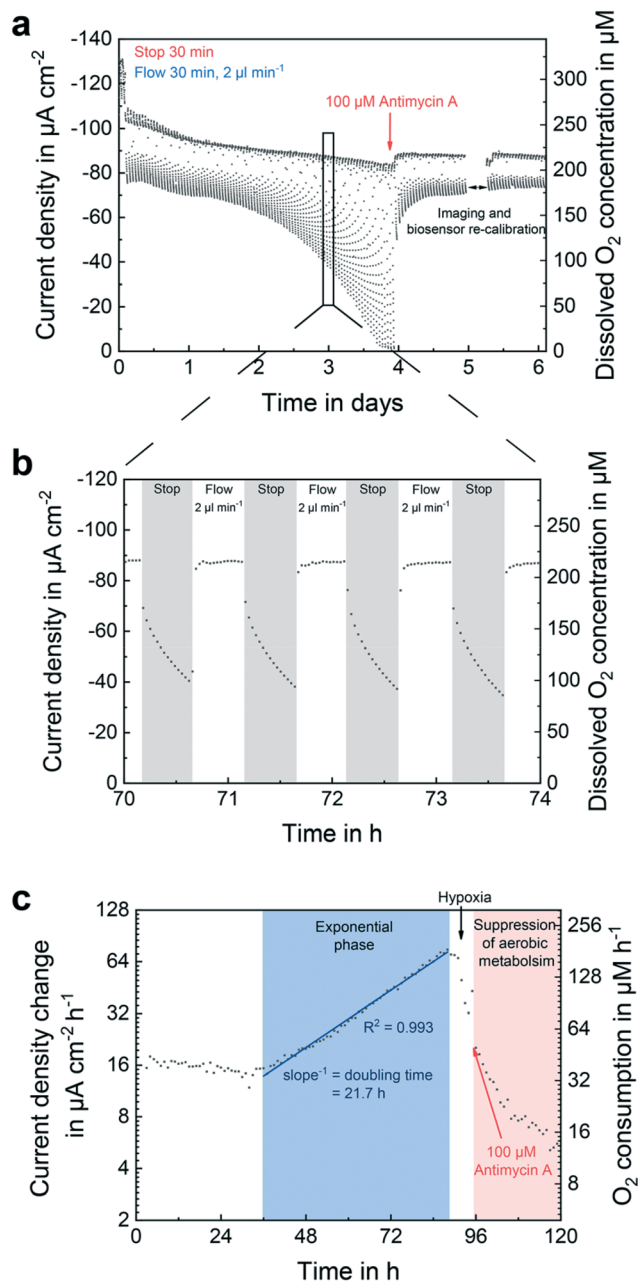 a
Stop 30 min
Flow 30 min, 2 µl min⁻¹
100 µM Antimycin A
Imaging and
biosensor re-calibration
Current density in µA cm⁻²
-140
-120
-100
-80
-60
-40
-20
0
Dissolved O₂ concentration in µM
300
250
200
150
100
50
0
0 1 2 3 4 5 6
Time in days
b
Stop Flow Stop Flow Stop Flow Stop
2 µl min⁻¹ 2 µl min⁻¹ 2 µl min⁻¹
Current density in µA cm⁻²
-120
-100
-80
-60
-40
-20
0
Dissolved O₂ concentration in µM
250
200
150
100
50
0
70 71 72 73 74
Time in h
c
Hypoxia
Exponential
phase
Suppression
of aerobic
metabolsim
R² = 0.993
slope⁻¹ = doubling time
= 21.7 h
100 µM
Antimycin A
Current density change
in µA cm⁻² h⁻¹
128
64
32
16
8
4
2
O₂ consumption in µM h⁻¹
256
128
64
32
16
8
0 24 48 72 96 120
Time in h